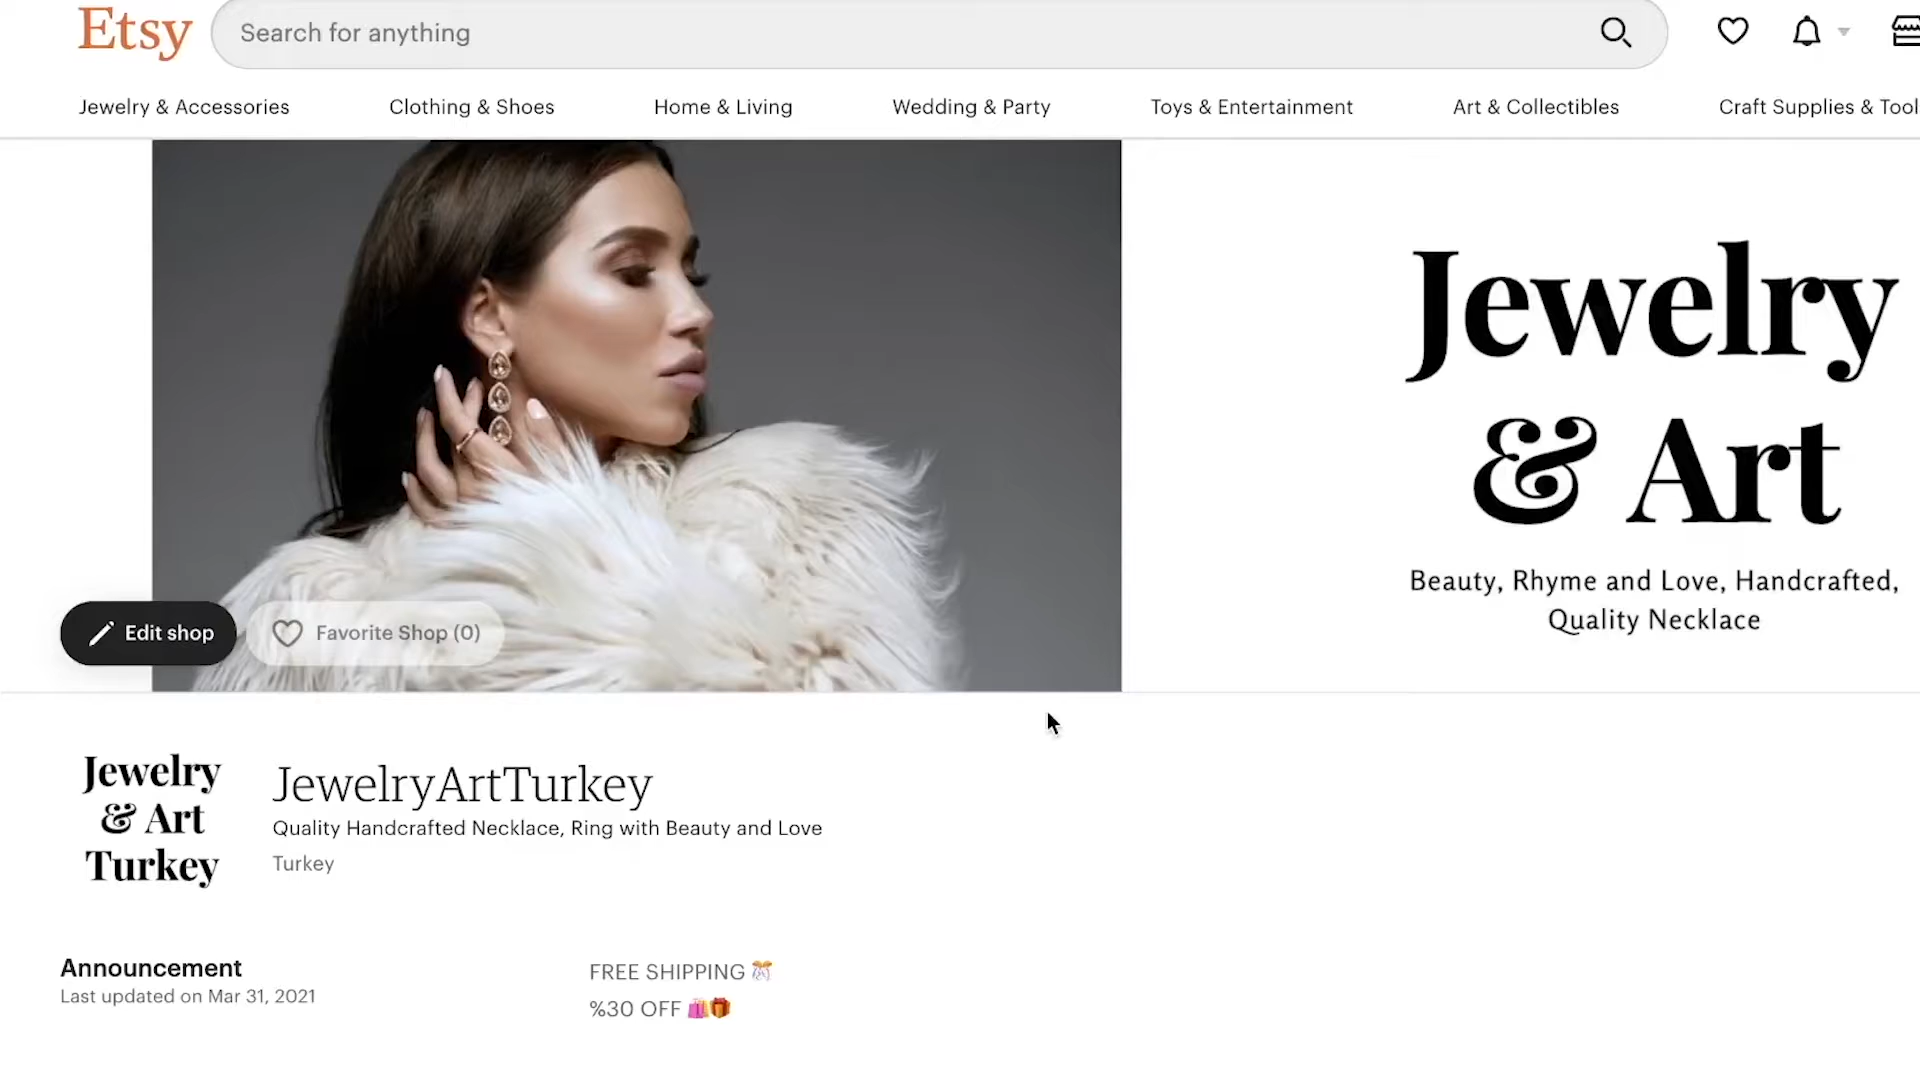 Etsy
Search for anything
Jewelry & Accessories
Clothing & Shoes
Home & Living
Wedding & Party
Toys & Entertainment
Art & Collectibles
Craft Supplies & Tool
Jewelry
& Art
Beauty, Rhyme and Love, Handcrafted,
Quality Necklace
Edit shop
Favorite Shop (0)
Jewelry
& Art
Turkey
JewelryArtTurkey
Quality Handcrafted Necklace, Ring with Beauty and Love
Turkey
Announcement
Last updated on Mar 31, 2021
FREE SHIPPING 🎊
%30 OFF 🛍️🎁